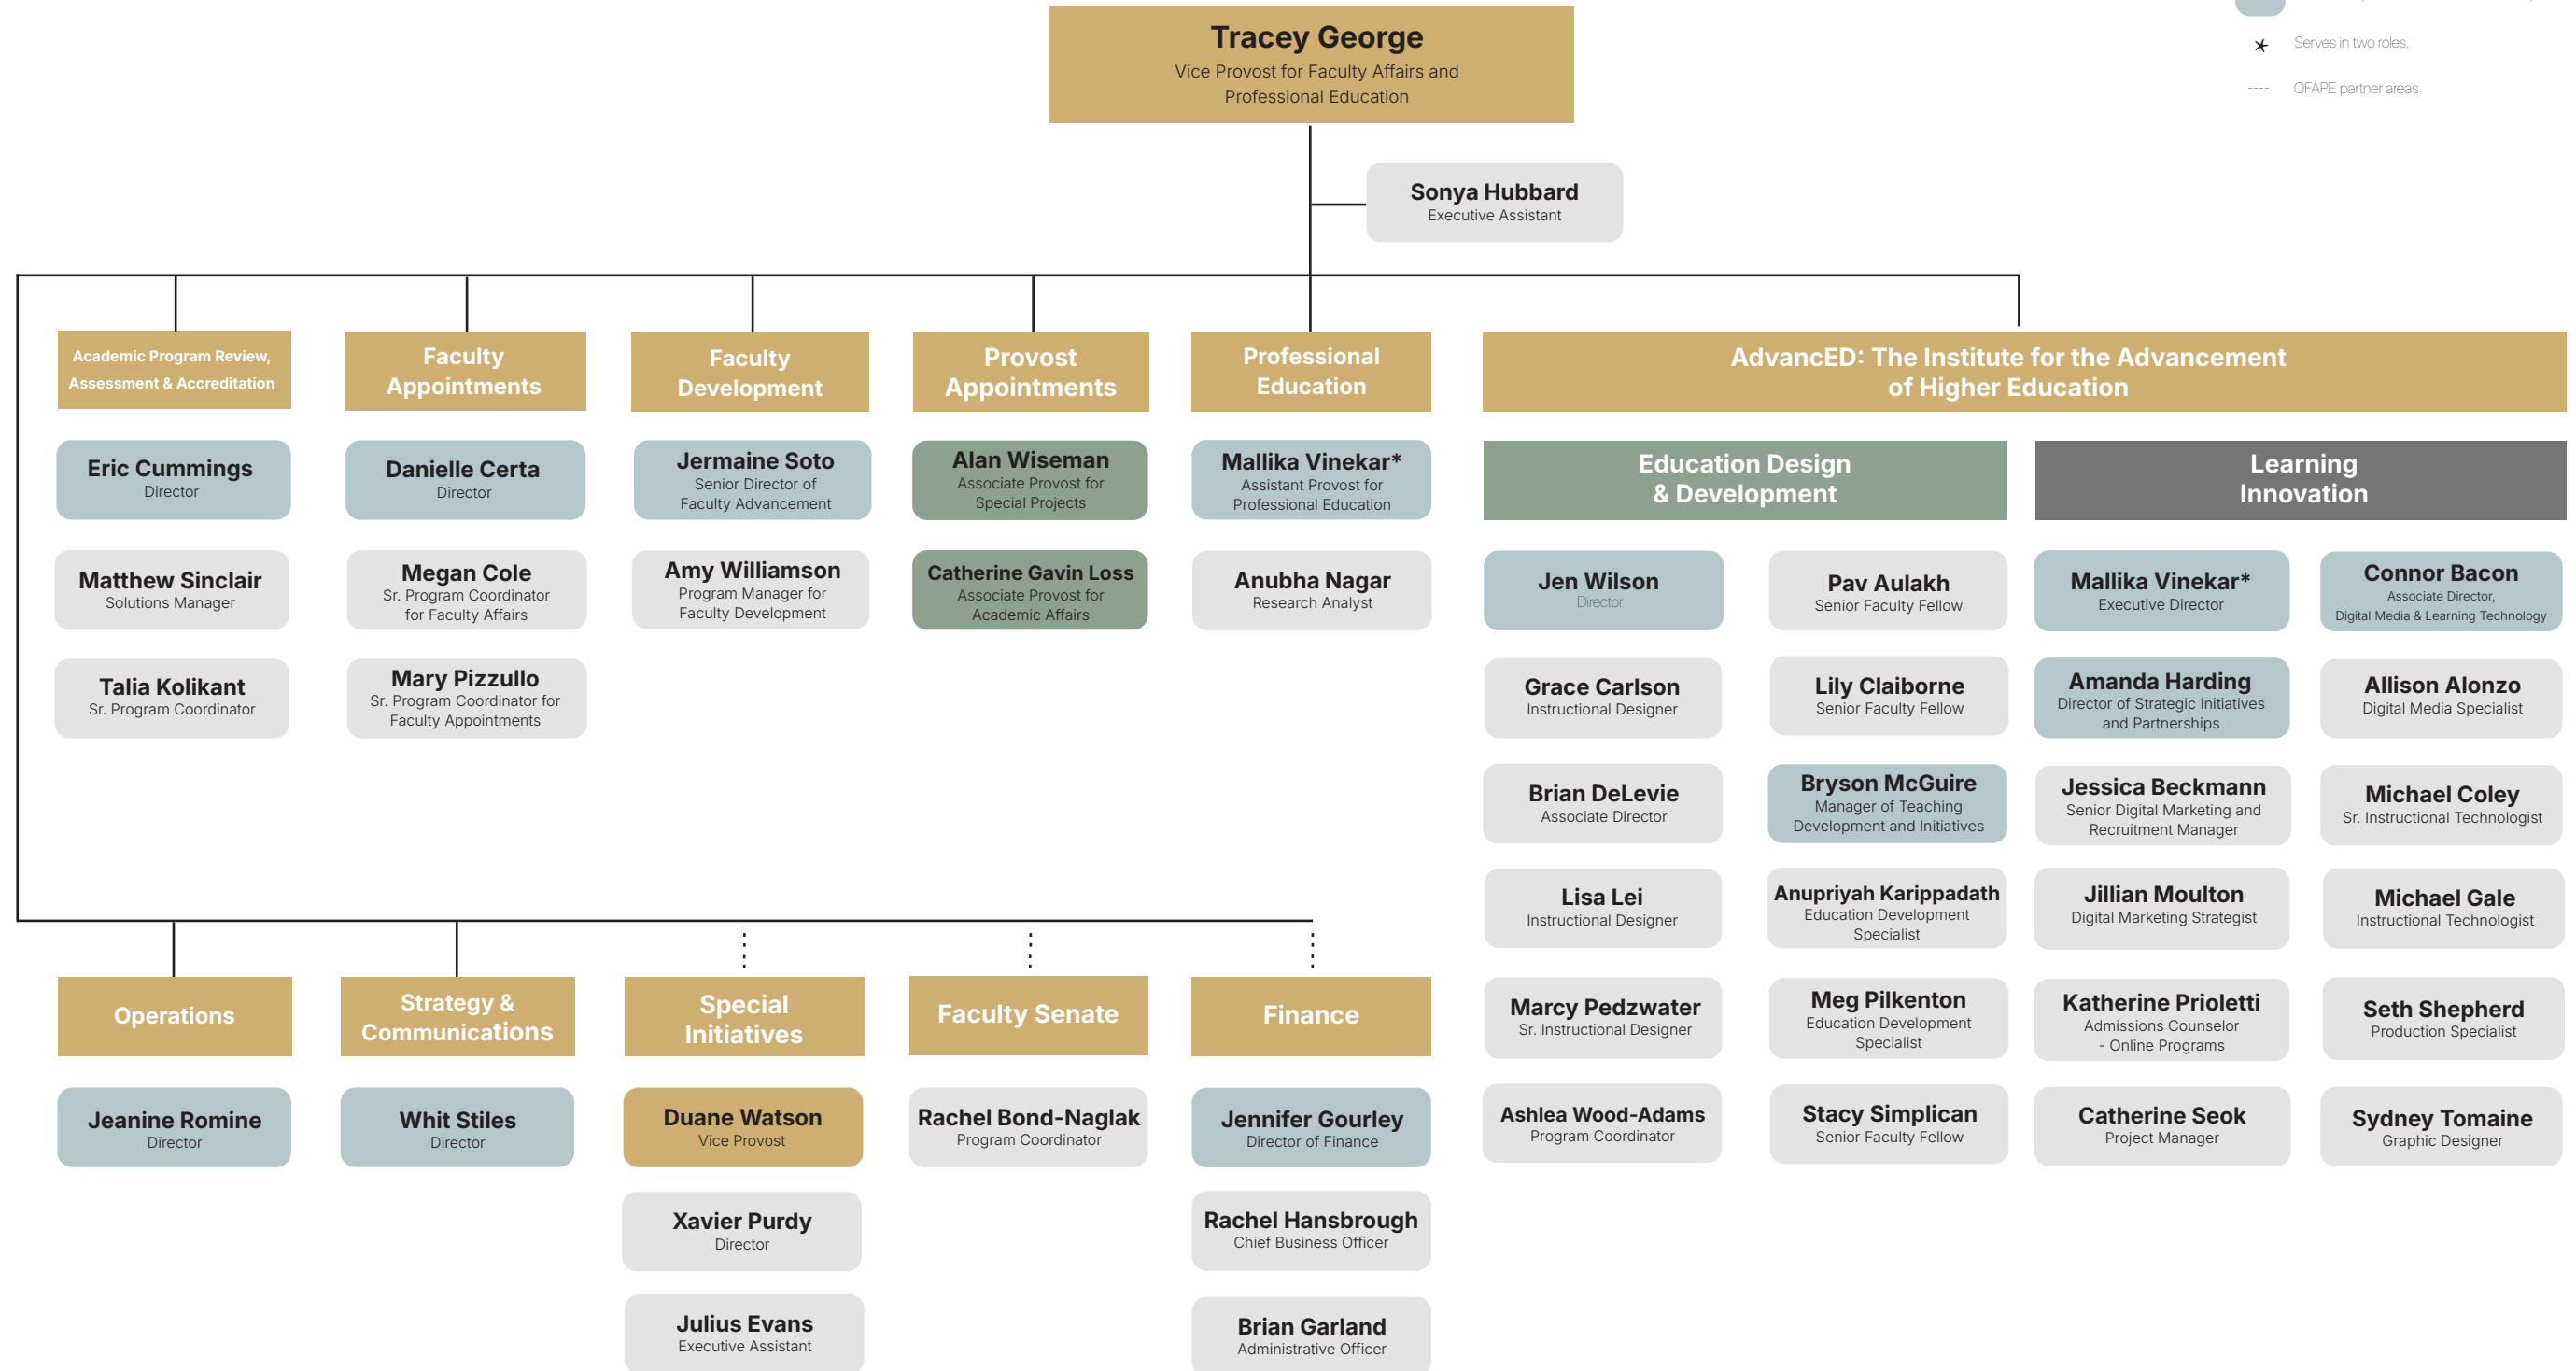 Tracey George
Vice Provost for Faculty Affairs and
Professional Education
Serves in two roles.
---- OFAPE partner areas
Sonya Hubbard
Executive Assistant
Academic Program Review,
Assessment & Accreditation
Eric Cummings
Director
Matthew Sinclair
Solutions Manager
Talia Kolikant
Sr. Program Coordinator
Faculty
Appointments
Danielle Certa
Director
Megan Cole
Sr. Program Coordinator
for Faculty Affairs
Mary Pizzullo
Sr. Program Coordinator for
Faculty Appointments
Faculty
Development
Jermaine Soto
Senior Director of
Faculty Advancement
Amy Williamson
Program Manager for
Faculty Development
Provost
Appointments
Alan Wiseman
Associate Provost for
Special Projects
Catherine Gavin Loss
Associate Provost for
Academic Affairs
Professional
Education
Mallika Vinekar*
Assistant Provost for
Professional Education
Anubha Nagar
Research Analyst
AdvancED: The Institute for the Advancement
of Higher Education
Education Design
& Development
Jen Wilson
Director
Grace Carlson
Instructional Designer
Brian DeLevie
Associate Director
Lisa Lei
Instructional Designer
Marcy Pedzwater
Sr. Instructional Designer
Ashlea Wood-Adams
Program Coordinator
Pav Aulakh
Senior Faculty Fellow
Lily Claiborne
Senior Faculty Fellow
Bryson McGuire
Manager of Teaching
Development and Initiatives
Anupriyah Karippadath
Education Development
Specialist
Meg Pilkenton
Education Development
Specialist
Stacy Simplican
Senior Faculty Fellow
Learning
Innovation
Mallika Vinekar*
Executive Director
Amanda Harding
Director of Strategic Initiatives
and Partnerships
Jessica Beckmann
Senior Digital Marketing and
Recruitment Manager
Jillian Moulton
Digital Marketing Strategist
Katherine Prioletti
Admissions Counselor
- Online Programs
Catherine Seok
Project Manager
Connor Bacon
Associate Director,
Digital Media & Learning Technology
Allison Alonzo
Digital Media Specialist
Michael Coley
Sr. Instructional Technologist
Michael Gale
Instructional Technologist
Seth Shepherd
Production Specialist
Sydney Tomaine
Graphic Designer
Operations
Jeanine Romine
Director
Strategy &
Communications
Whit Stiles
Director
Special
Initiatives
Duane Watson
Vice Provost
Xavier Purdy
Director
Julius Evans
Executive Assistant
Faculty Senate
Rachel Bond-Naglak
Program Coordinator
Finance
Jennifer Gourley
Director of Finance
Rachel Hansbrough
Chief Business Officer
Brian Garland
Administrative Officer